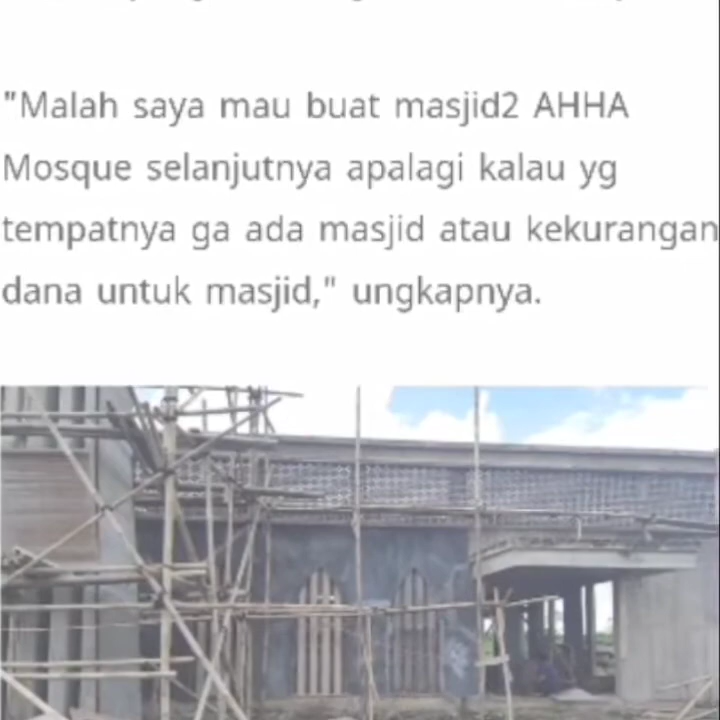 "Malah saya mau buat masjid2 AHHA
Mosque selanjutnya apalagi kalau yg
tempatnya ga ada masjid atau kekurangan
dana untuk masjid," ungkapnya.